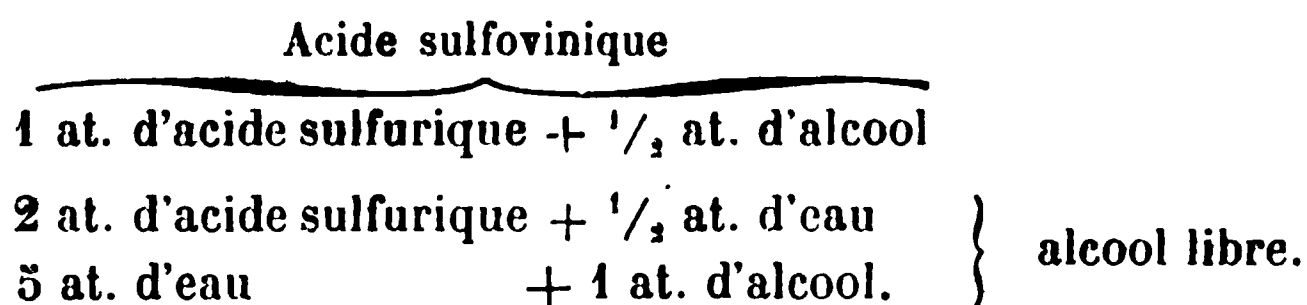 Acide sulfovinique
1 at. d'acide sulfurique + 1/2 at. d'alcool
2 at. d'acide sulfurique + 1/2 at. d'eau
5 at. d'eau + 1 at. d'alcool.
alcool libre.